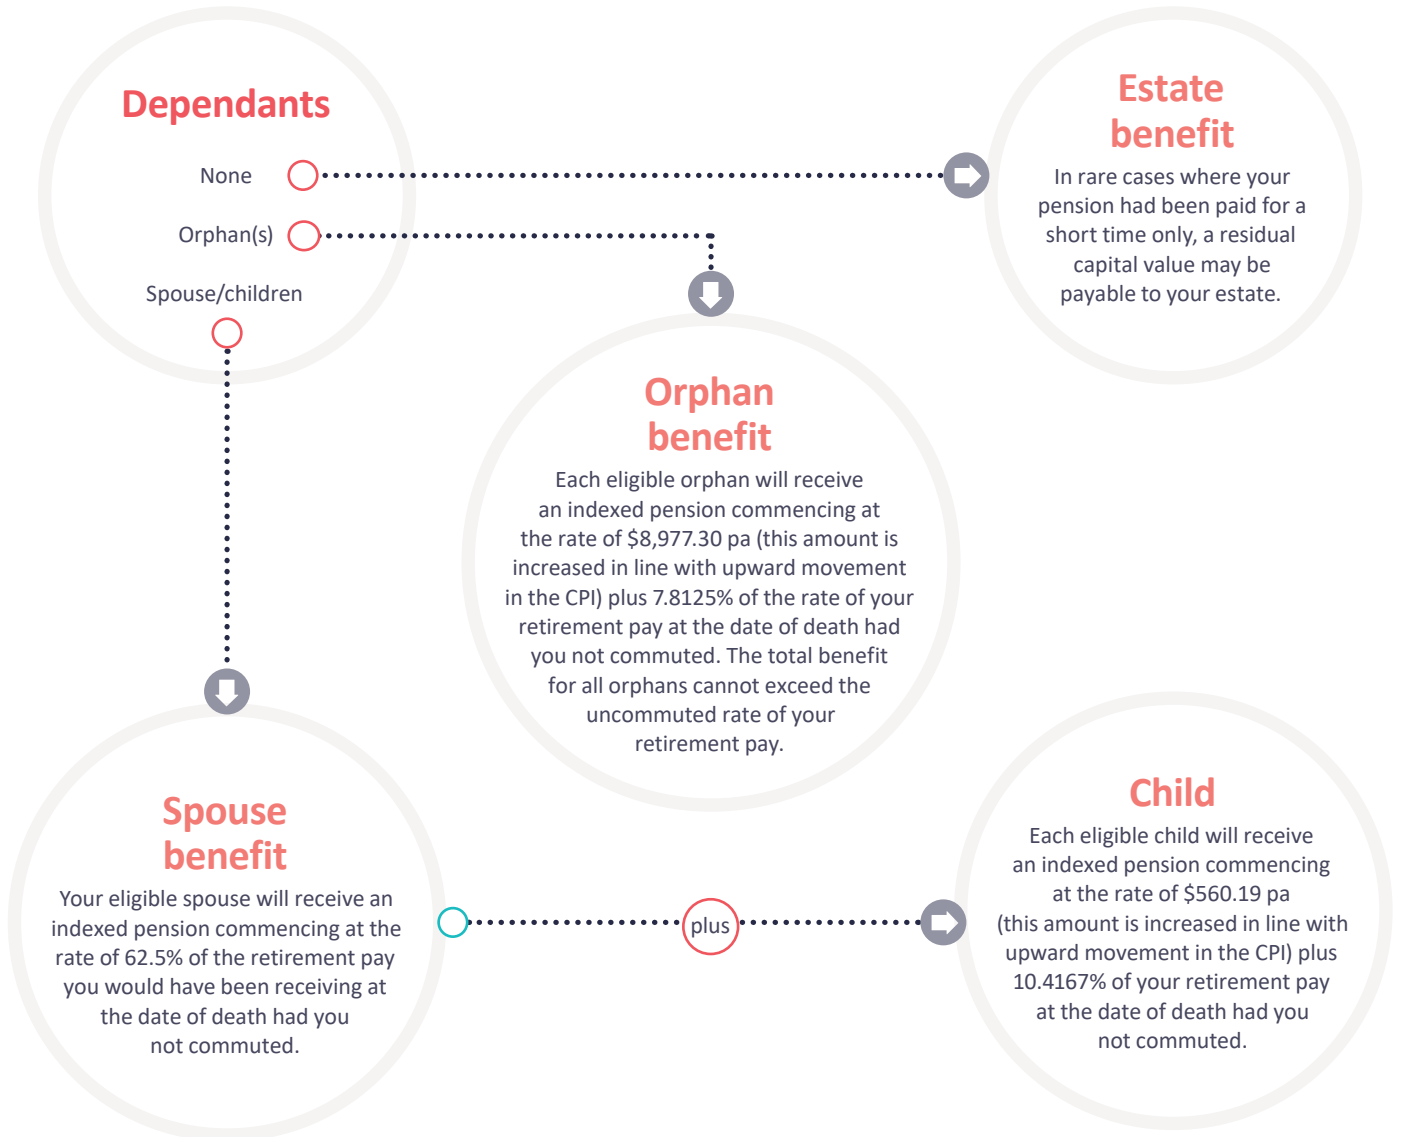 Dependants
None
Orphan(s)
Spouse/children
Estate
benefit
In rare cases where your
pension had been paid for a
short time only, a residual
capital value may be
payable to your estate.
Orphan
benefit
Each eligible orphan will receive
an indexed pension commencing at
the rate of $8,977.30 pa (this amount is
increased in line with upward movement
in the CPI) plus 7.8125% of the rate of your
retirement pay at the date of death had
you not commuted. The total benefit
for all orphans cannot exceed the
uncommuted rate of your
retirement pay.
Spouse
benefit
Your eligible spouse will receive an
indexed pension commencing at the
rate of 62.5% of the retirement pay
you would have been receiving at
the date of death had you
not commuted.
plus
Child
Each eligible child will receive
an indexed pension commencing
at the rate of $560.19 pa
(this amount is increased in line with
upward movement in the CPI) plus
10.4167% of your retirement pay
at the date of death had you
not commuted.